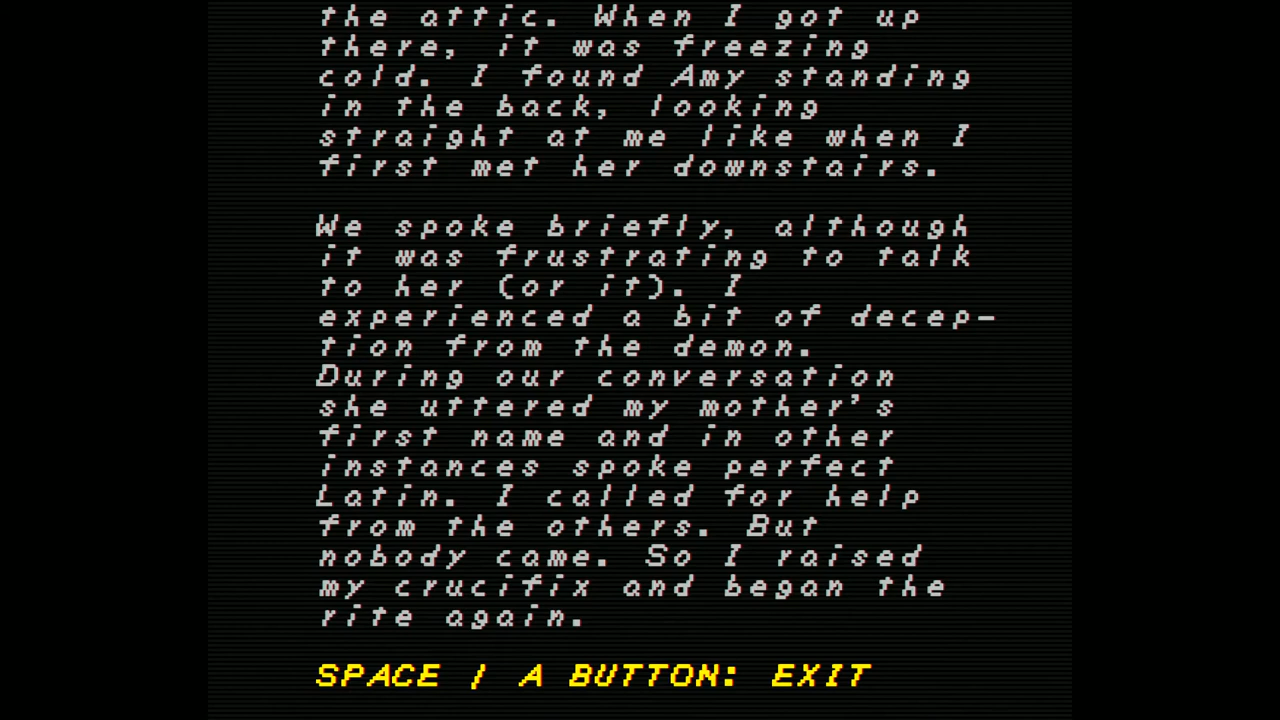 the attic. When I got up
there, it was freezing
cold. I found Amy standing
in the back, looking
straight at me like when I
first met her downstairs.
We spoke briefly, although
it was frustrating to talk
to her (or it). I
experienced a bit of decep-
tion from the demon.
During our conversation
she uttered my mother's
first name and in other
instances spoke perfect
Latin. I called for help
from the others. But
nobody came. So I raised
my crucifix and began the
rite again.
SPACE / A BUTTON: EXIT